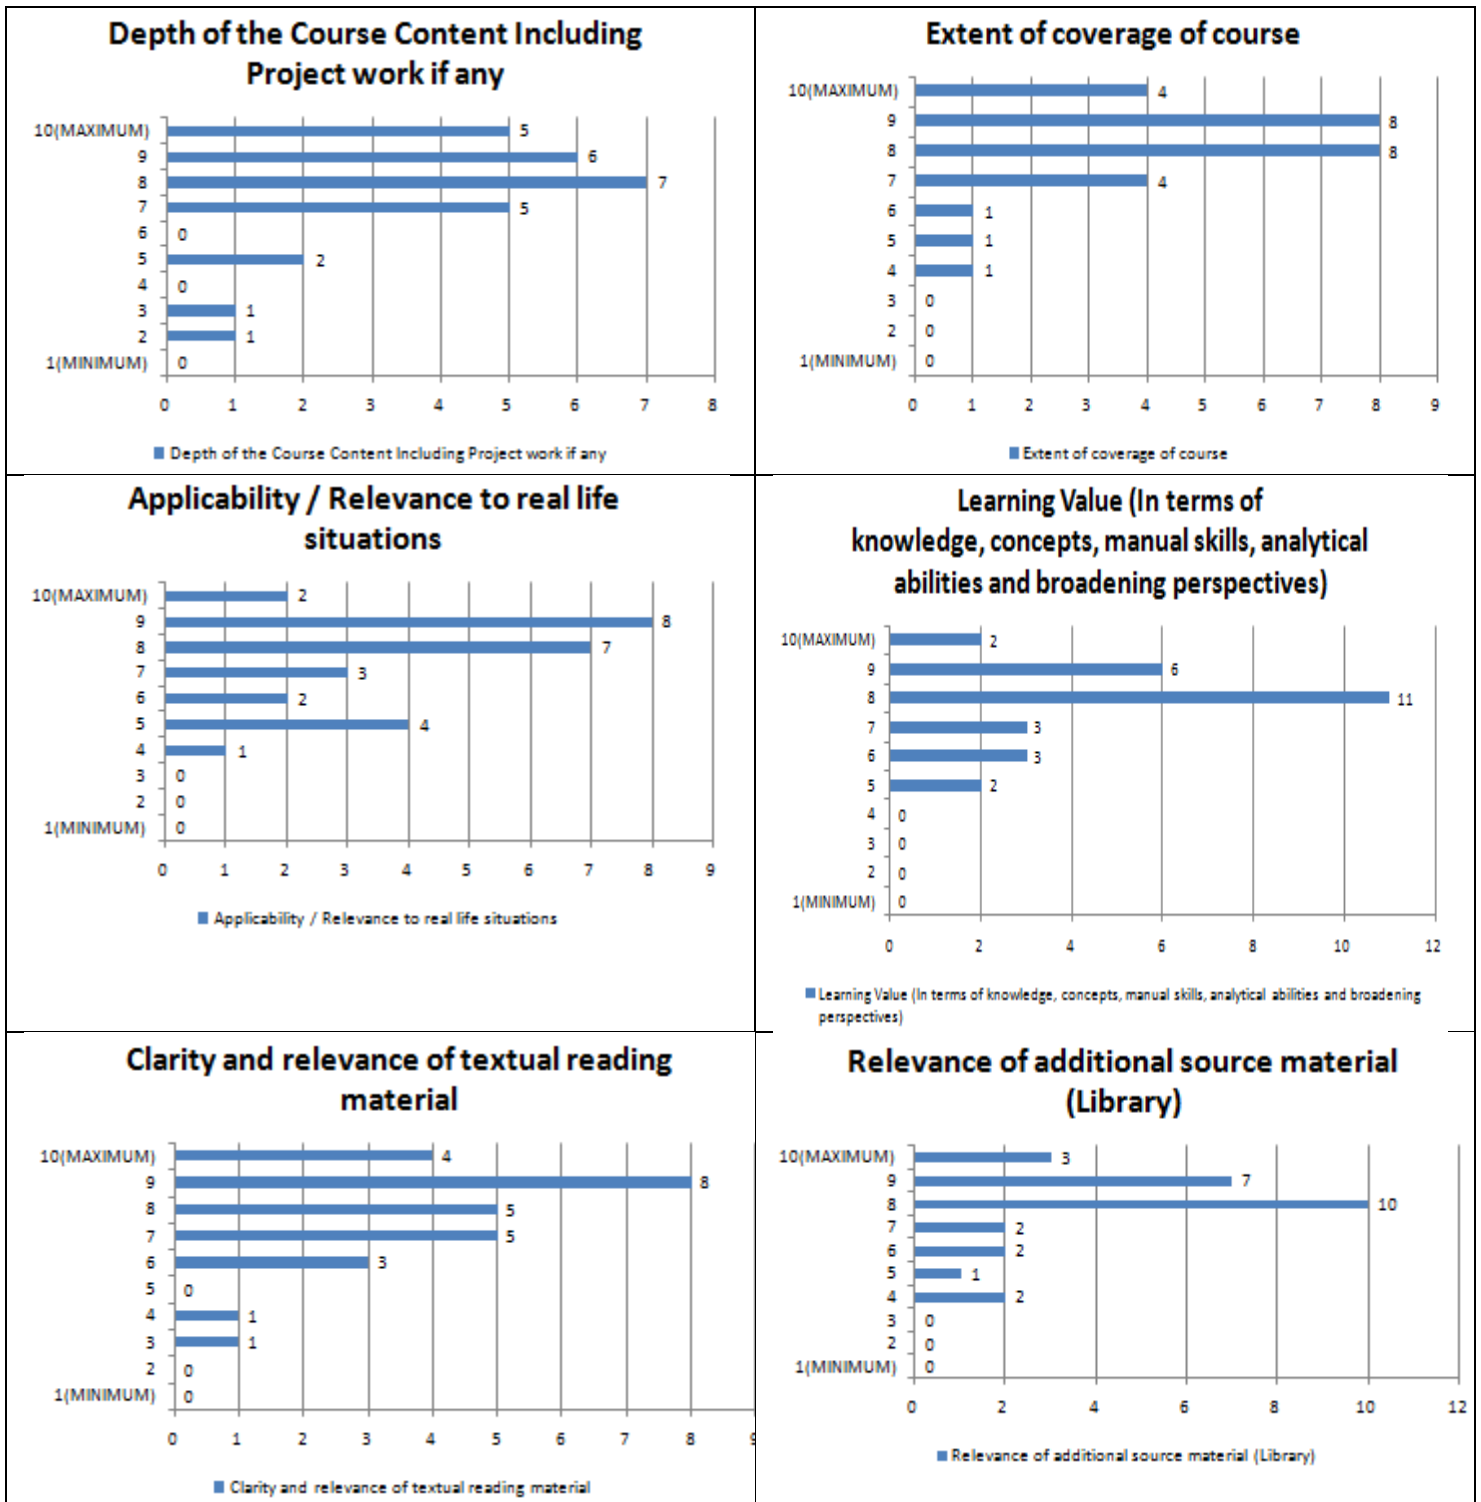 Depth of the Course Content Including
Project work if any
10(MAXIMUM) 5
9 6
8 7
7 5
6 0
5 2
4 0
3 1
2 1
1(MINIMUM) 0
0 1 2 3 4 5 6 7 8
Depth of the Course Content Including Project work if any
Extent of coverage of course
10(MAXIMUM) 4
9 8
8 8
7 4
6 1
5 1
4 1
3 0
2 0
1(MINIMUM) 0
0 1 2 3 4 5 6 7 8 9
Extent of coverage of course
Applicability / Relevance to real life
situations
10(MAXIMUM) 2
9 8
8 7
7 3
6 2
5 4
4 1
3 0
2 0
1(MINIMUM) 0
0 1 2 3 4 5 6 7 8 9
Applicability / Relevance to real life situations
Learning Value (In terms of
knowledge, concepts, manual skills, analytical
abilities and broadening perspectives)
10(MAXIMUM) 2
9 6
8 11
7 3
6 3
5 2
4 0
3 0
2 0
1(MINIMUM) 0
0 2 4 6 8 10 12
Learning Value (In terms of knowledge, concepts, manual skills, analytical abilities and broadening
perspectives)
Clarity and relevance of textual reading
material
10(MAXIMUM) 4
9 8
8 5
7 5
6 3
5 0
4 1
3 1
2 0
1(MINIMUM) 0
0 1 2 3 4 5 6 7 8
Clarity and relevance of textual reading material
Relevance of additional source material
(Library)
10(MAXIMUM) 3
9 7
8 10
7 2
6 2
5 1
4 2
3 0
2 0
1(MINIMUM) 0
0 2 4 6 8 10 12
Relevance of additional source material (Library)